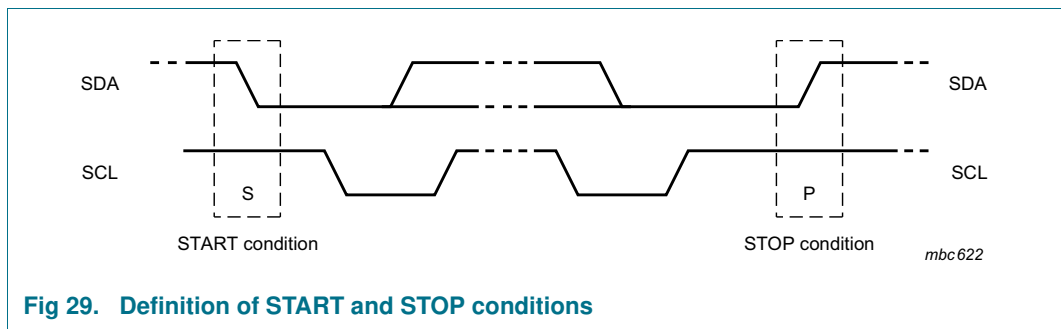 SDA SDA
SCL SCL
S P
START condition STOP condition
mbc622
Fig 29. Definition of START and STOP conditions